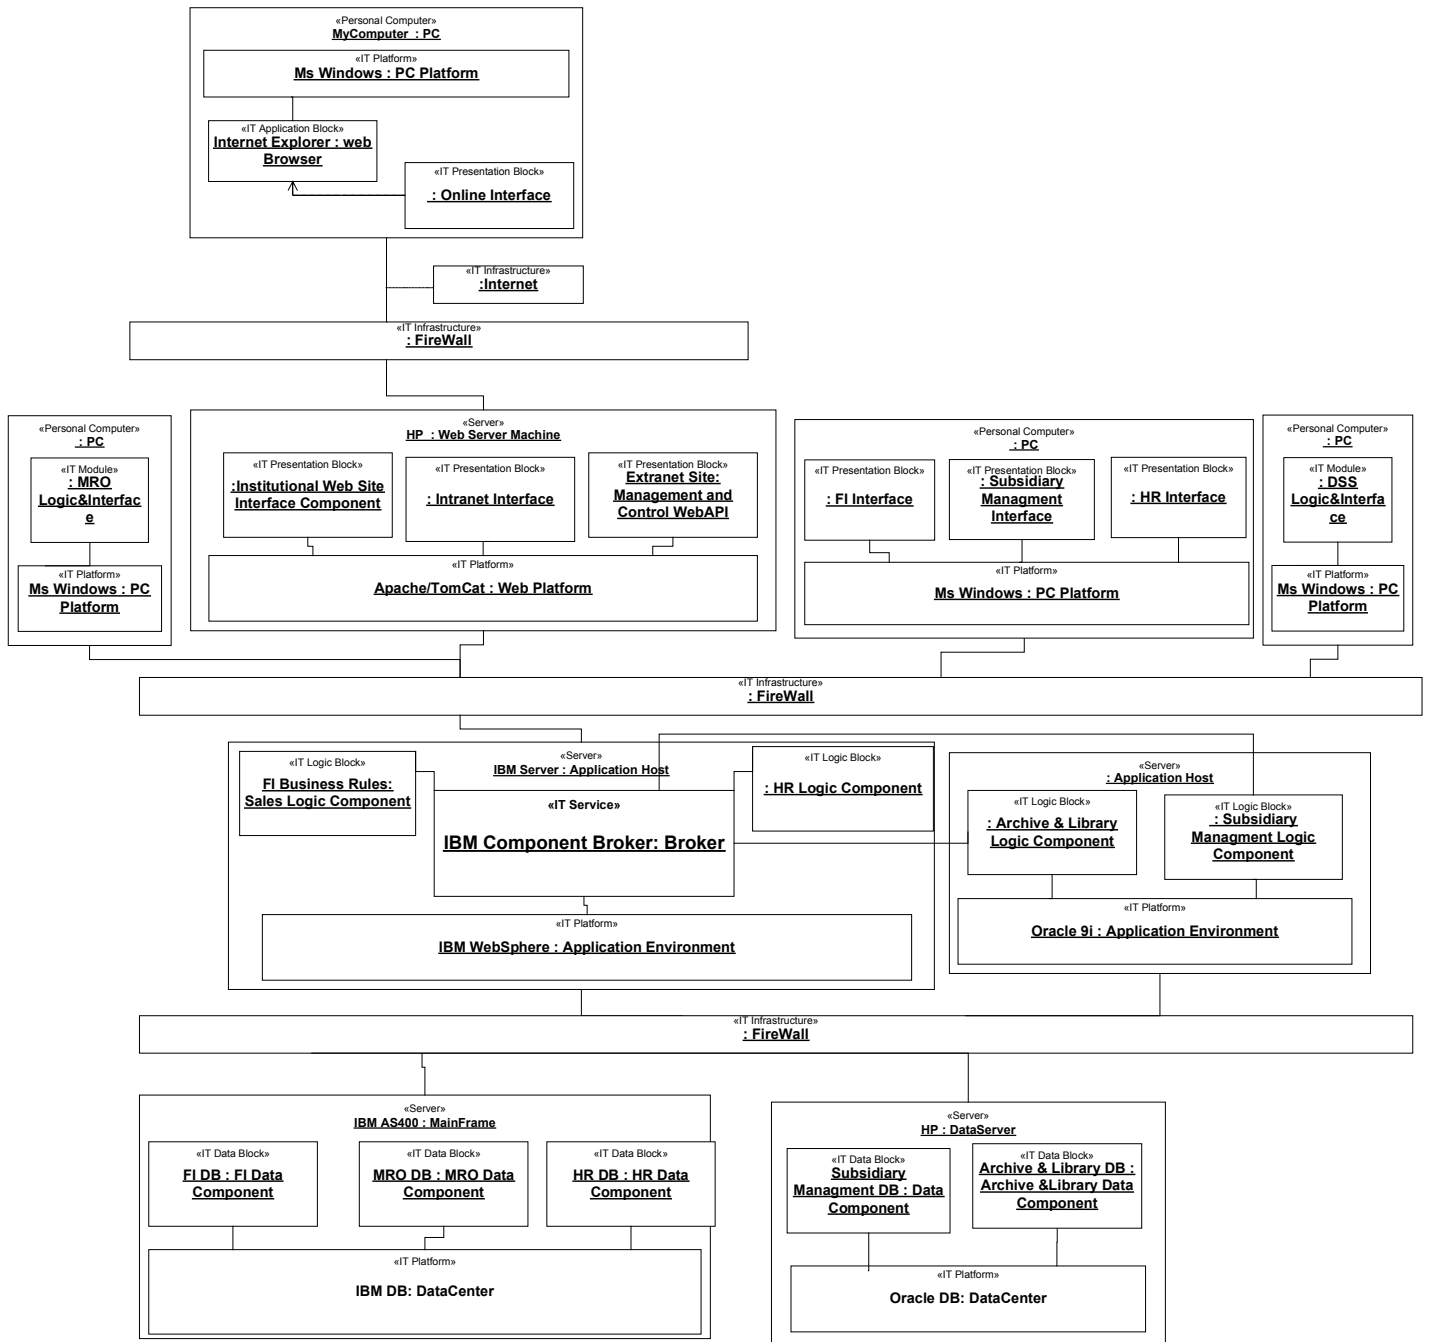 «Personal Computer»
MyComputer : PC
«IT Platform»
Ms Windows : PC Platform
«IT Application Block»
Internet Explorer : web
Browser
«IT Presentation Block»
: Online Interface
«IT Infrastructure»
:Internet
«IT Infrastructure»
: FireWall
«Personal Computer»
: PC
«IT Module»
: MRO
Logic&Interfac
e
«IT Platform»
Ms Windows : PC
Platform
«Server»
HP : Web Server Machine
«IT Presentation Block»
:Institutional Web Site
Interface Component
«IT Presentation Block»
: Intranet Interface
«IT Presentation Block»
Extranet Site:
Management and
Control WebAPI
«IT Platform»
Apache/TomCat : Web Platform
«Personal Computer»
: PC
«IT Presentation Block»
: FI Interface
«IT Presentation Block»
: Subsidiary
Managment
Interface
«IT Presentation Block»
: HR Interface
«IT Platform»
Ms Windows : PC Platform
«Personal Computer»
: PC
«IT Module»
: DSS
Logic&Interfa
ce
«IT Platform»
Ms Windows : PC
Platform
«IT Infrastructure»
: FireWall
«Server»
IBM Server : Application Host
«IT Logic Block»
FI Business Rules:
Sales Logic Component
«IT Service»
IBM Component Broker: Broker
«IT Logic Block»
: HR Logic Component
«IT Platform»
IBM WebSphere : Application Environment
«Server»
: Application Host
«IT Logic Block»
: Archive & Library
Logic Component
«IT Logic Block»
: Subsidiary
Managment Logic
Component
«IT Platform»
Oracle 9i : Application Environment
«IT Infrastructure»
: FireWall
«Server»
IBM AS400 : MainFrame
«IT Data Block»
FI DB : FI Data
Component
«IT Data Block»
MRO DB : MRO Data
Component
«IT Data Block»
HR DB : HR Data
Component
«IT Platform»
IBM DB: DataCenter
«Server»
HP : DataServer
«IT Data Block»
Subsidiary
Managment DB : Data
Component
«IT Data Block»
Archive & Library DB :
Archive &Library Data
Component
«IT Platform»
Oracle DB: DataCenter